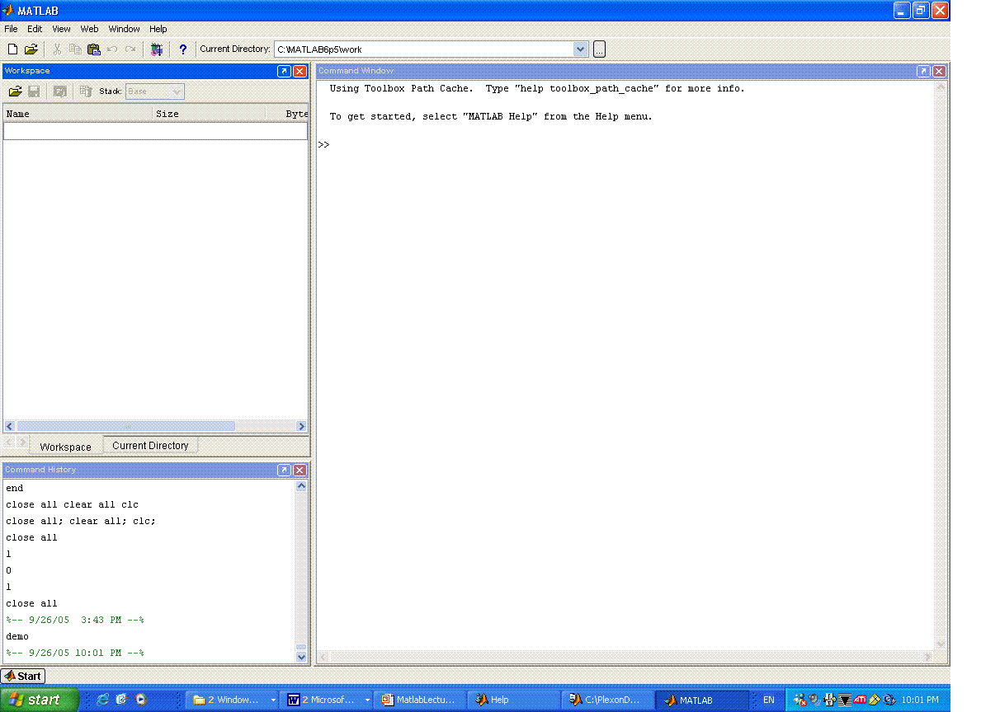 MATLAB
File Edit View Web Window Help
? Current Directory: C:\MATLAB6p5\work ...
Workspace
Stack: Base
Name Size Byte
Workspace Current Directory
Command History
end
close all clear all clc
close all; clear all; clc;
close all
1
0
1
close all
%-- 9/26/05 3:43 PM --%
demo
%-- 9/26/05 10:01 PM --%
Command Window
Using Toolbox Path Cache. Type "help toolbox_path_cache" for more info.
To get started, select "MATLAB Help" from the Help menu.
>>
Start
start 2 Window... 2 Microsof... MatlabLectu... Help C:\PlexonD... MATLAB EN ATI 10:01 PM